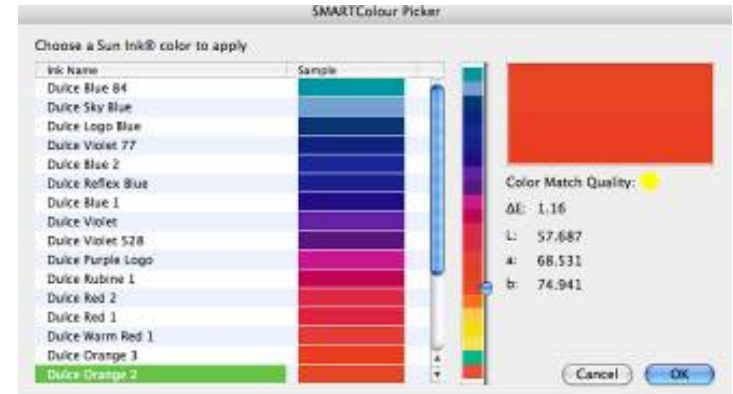 SMARTColour Picker
Choose a Sun Ink® color to apply
Ink Name Sample
Dulce Blue 84
Dulce Sky Blue
Dulce Logo Blue
Dulce Violet 77
Dulce Blue 2
Dulce Reflex Blue
Dulce Blue 1
Dulce Violet
Dulce Violet 528
Dulce Purple Logo
Dulce Rubine 1
Dulce Red 2
Dulce Red 1
Dulce Warm Red 1
Dulce Orange 3
Dulce Orange 2
Color Match Quality:
ΔE: 1.16
L: 57.687
a: 68.531
b: 74.941
Cancel OK